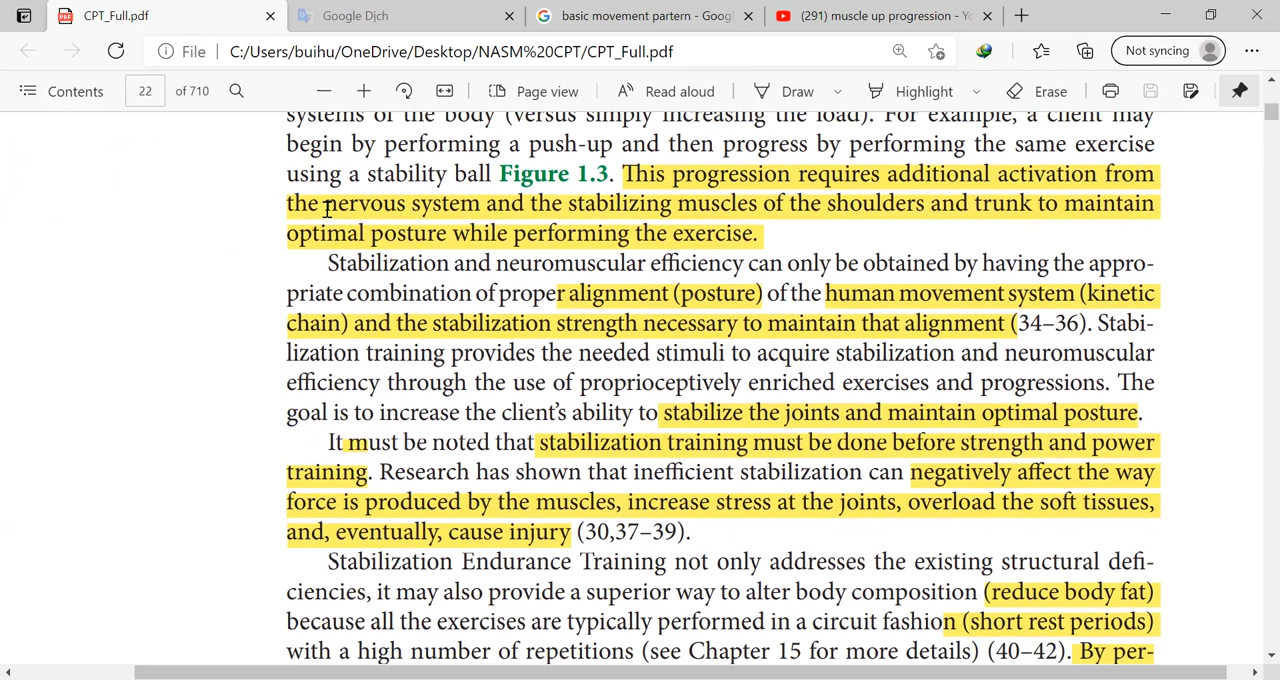 CPT_Full.pdf
Google Dịch
basic movement partern - Googl
(291) muscle up progression - Yo
File
C:/Users/buihu/OneDrive/Desktop/NASM%20CPT/CPT_Full.pdf
Not syncing
Contents
22
of 710
Page view
Read aloud
Draw
Highlight
Erase
systems of the body (versus simply increasing the load). For example, a client may
begin by performing a push-up and then progress by performing the same exercise
using a stability ball Figure 1.3. This progression requires additional activation from
the nervous system and the stabilizing muscles of the shoulders and trunk to maintain
optimal posture while performing the exercise.
Stabilization and neuromuscular efficiency can only be obtained by having the appro-
priate combination of proper alignment (posture) of the human movement system (kinetic
chain) and the stabilization strength necessary to maintain that alignment (34–36). Stabi-
lization training provides the needed stimuli to acquire stabilization and neuromuscular
efficiency through the use of proprioceptively enriched exercises and progressions. The
goal is to increase the client's ability to stabilize the joints and maintain optimal posture.
It must be noted that stabilization training must be done before strength and power
training. Research has shown that inefficient stabilization can negatively affect the way
force is produced by the muscles, increase stress at the joints, overload the soft tissues,
and, eventually, cause injury (30,37–39).
Stabilization Endurance Training not only addresses the existing structural defi-
ciencies, it may also provide a superior way to alter body composition (reduce body fat)
because all the exercises are typically performed in a circuit fashion (short rest periods)
with a high number of repetitions (see Chapter 15 for more details) (40–42). By per-